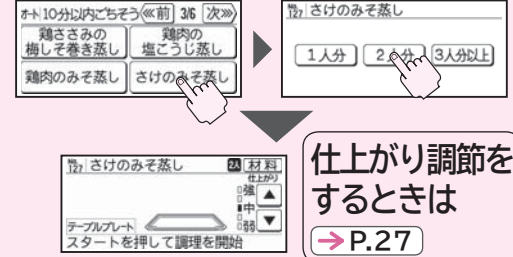 オート 10分以内ごちそう 前 3/6 次
鶏ささみの
梅しそ巻き蒸し
鶏肉の
塩こうじ蒸し
鶏肉のみそ蒸し
さけのみそ蒸し
№127 さけのみそ蒸し
1人分 2人分 3人分以上
№127 さけのみそ蒸し 2人 材料
仕上がり
強
中
弱
テーブルプレート
スタートを押して調理を開始
仕上がり調節を
するときは
→P.27